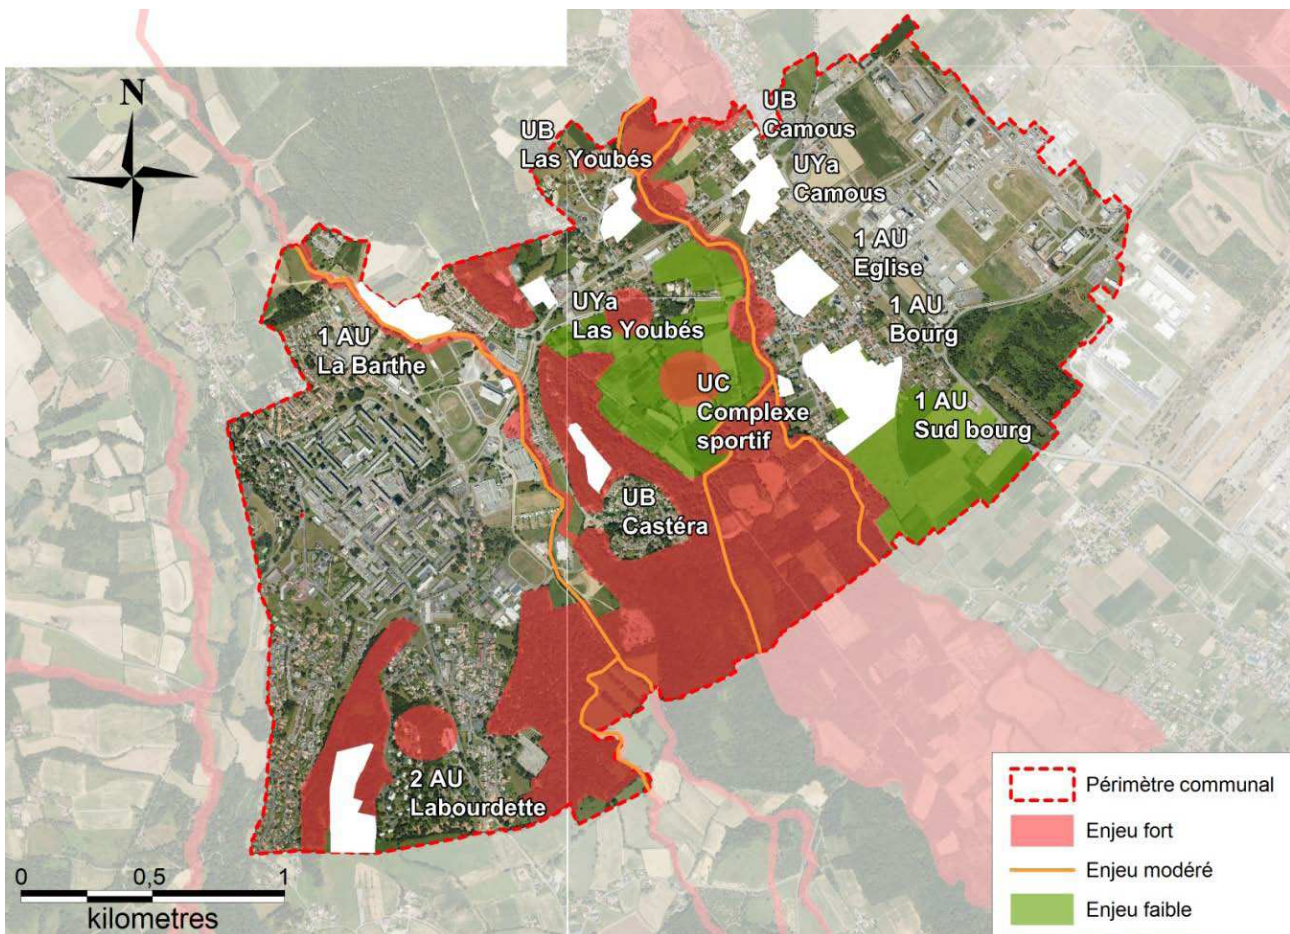 N
UB
Las Youbés
UB
Camous
UYa
Camous
1 AU
Eglise
1 AU
Bourg
UYa
Las Youbés
1 AU
La Barthe
UC
Complexe
sportif
1 AU
Sud bourg
UB
Castéra
2 AU
Labourdette
0 0,5 1
kilometres
Périmètre communal
Enjeu fort
Enjeu modéré
Enjeu faible